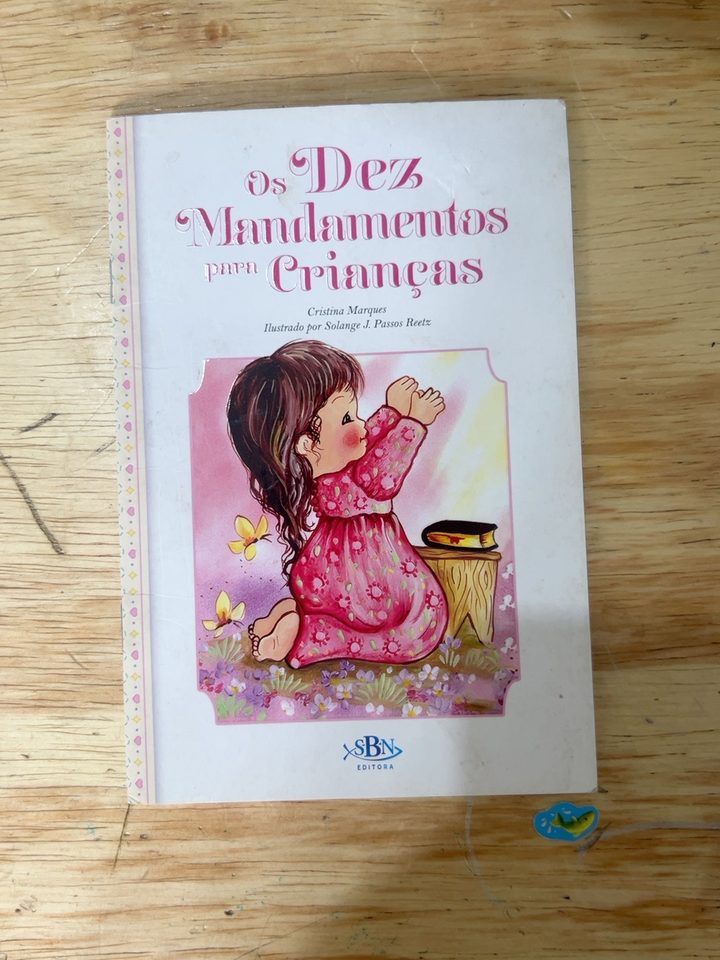 Os Dez
Mandamentos
para Crianças
Cristina Marques
Ilustrado por Solange J. Passos Reetz
SBN
EDITORA